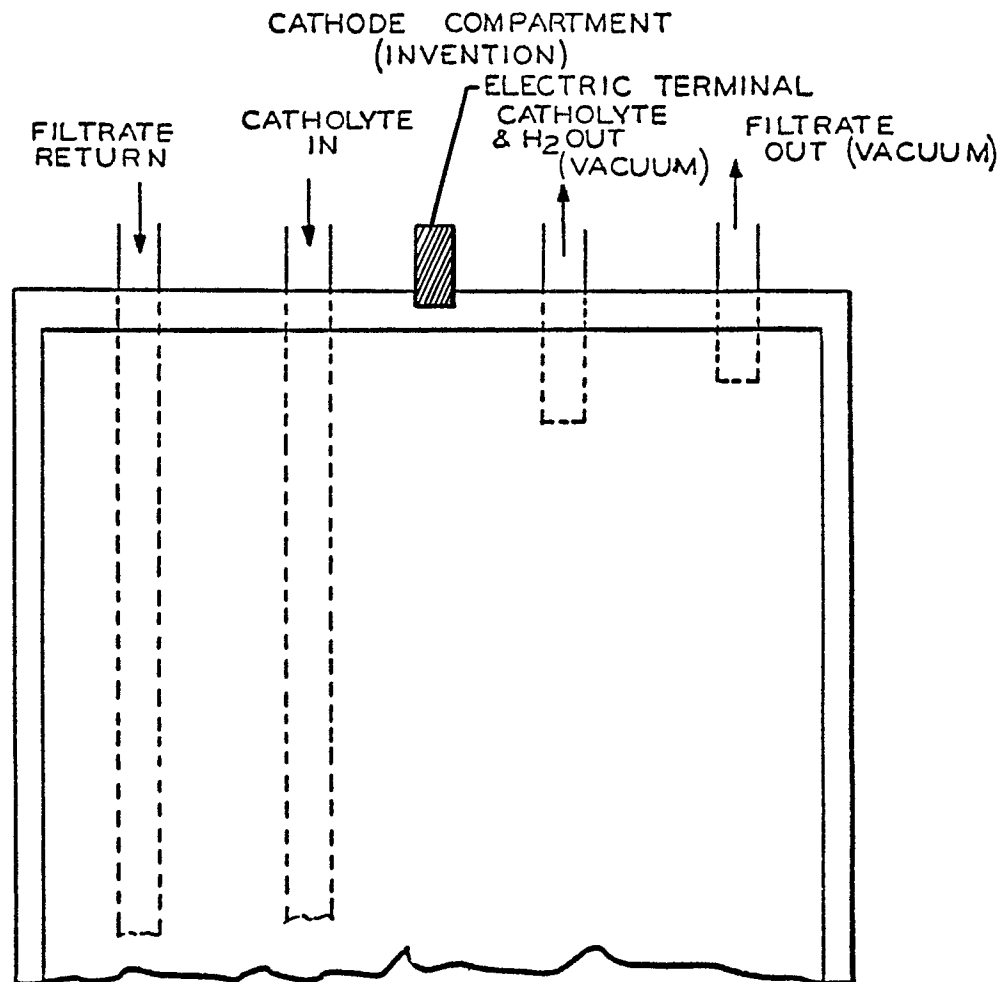 CATHODE COMPARTMENT
(INVENTION)
ELECTRIC TERMINAL
FILTRATE
RETURN
CATHOLYTE
IN
CATHOLYTE
& H2 OUT
(VACUUM)
FILTRATE
OUT (VACUUM)